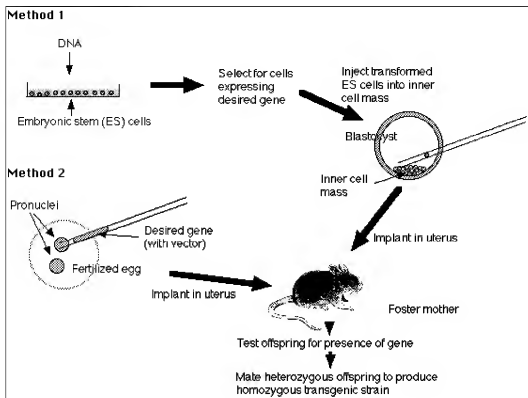 Method 1
DNA
Embryonic stem (ES) cells
Select for cells
expressing
desired gene
Inject transformed
ES cells into inner
cell mass
Blastocyst
Inner cell
mass
Implant in uterus
Method 2
Pronuclei
Desired gene
(with vector)
Fertilized egg
Implant in uterus
Foster mother
Test offspring for presence of gene
Mate heterozygous offspring to produce
homozygous transgenic strain